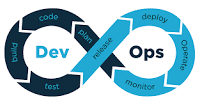 code
plan
build
test
release
deploy
operate
monitor
Dev
Ops